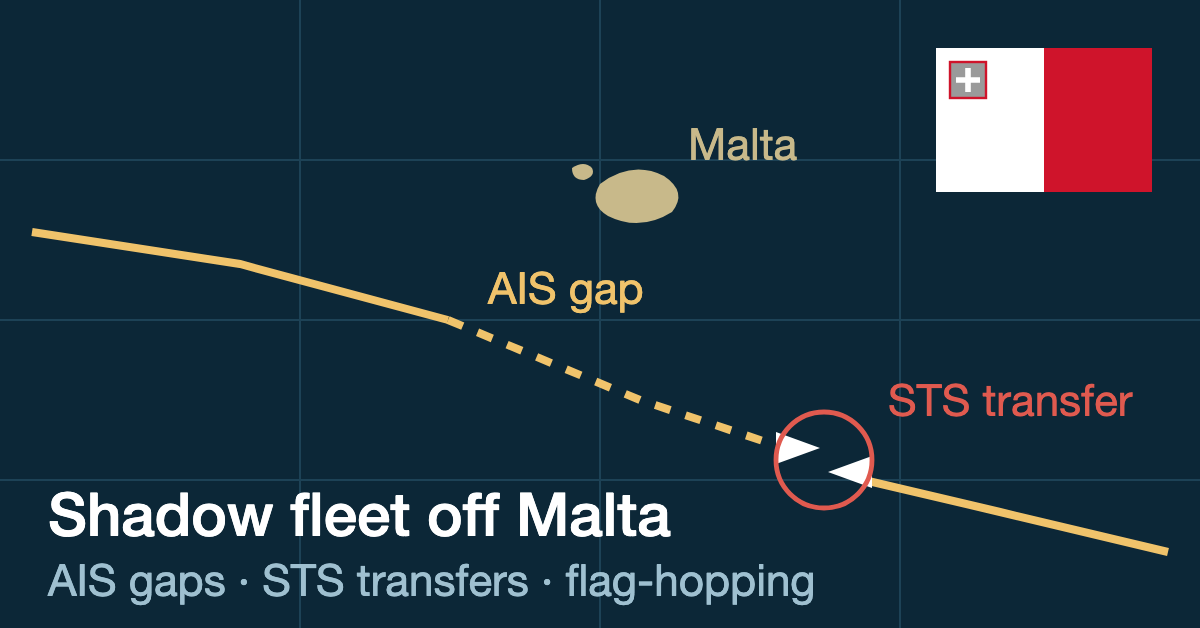 Malta
AIS gap
STS transfer
Shadow fleet off Malta
AIS gaps · STS transfers · flag-hopping